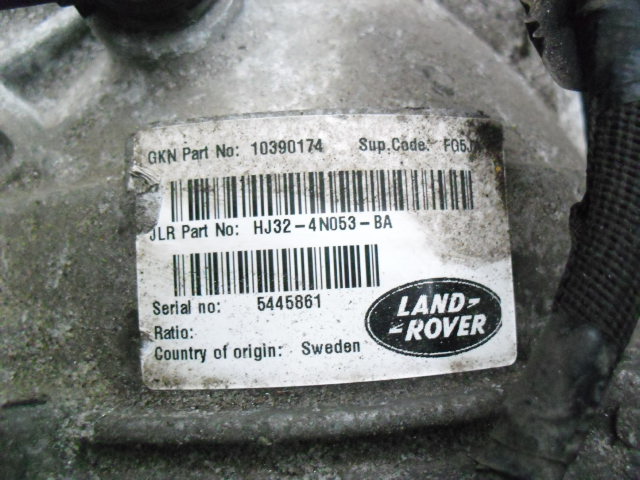 GKN Part No: 10390174 Sup.Code:
JLR Part No: HJ32-4N053-BA
Serial no: 5445861
Ratio:
Country of origin: Sweden
LAND-
ROVER